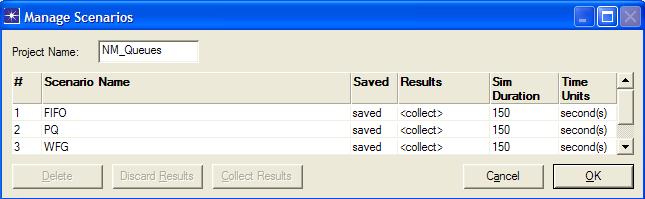 Manage Scenarios
Project Name: NM_Queues
# Scenario Name Saved Results Sim Duration Time Units
1 FIFO saved <collect> 150 second(s)
2 PQ saved <collect> 150 second(s)
3 WFG saved <collect> 150 second(s)
Delete Discard Results Collect Results Cancel OK